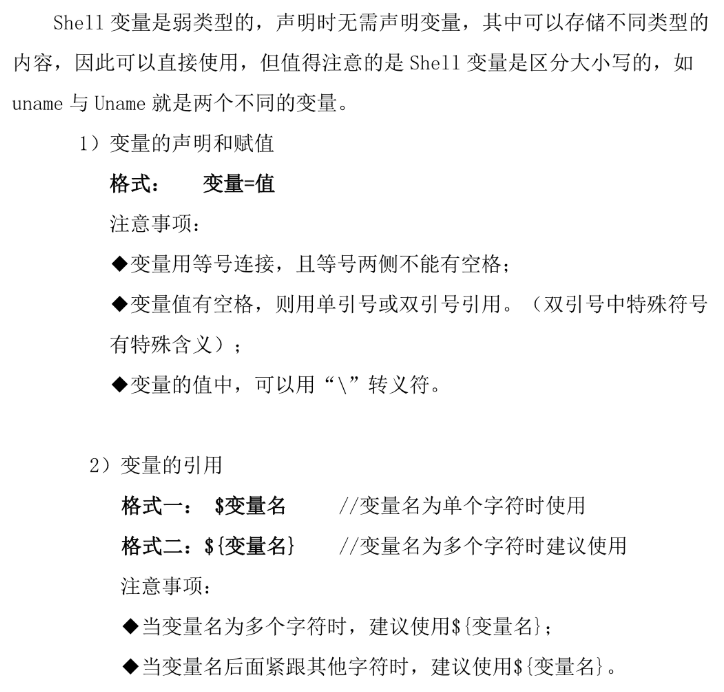 Shell 变量是弱类型的，声明时无需声明变量，其中可以存储不同类型的
内容，因此可以直接使用，但值得注意的是 Shell 变量是区分大小写的，如
uname 与 Uname 就是两个不同的变量。
1）变量的声明和赋值
格式： 变量=值
注意事项：
◆变量用等号连接，且等号两侧不能有空格；
◆变量值有空格，则用单引号或双引号引用。（双引号中特殊符号
有特殊含义）；
◆变量的值中，可以用“\”转义符。
2）变量的引用
格式一： $变量名 //变量名为单个字符时使用
格式二：${变量名} //变量名为多个字符时建议使用
注意事项：
◆当变量名为多个字符时，建议使用${变量名}；
◆当变量名后面紧跟其他字符时，建议使用${变量名}。